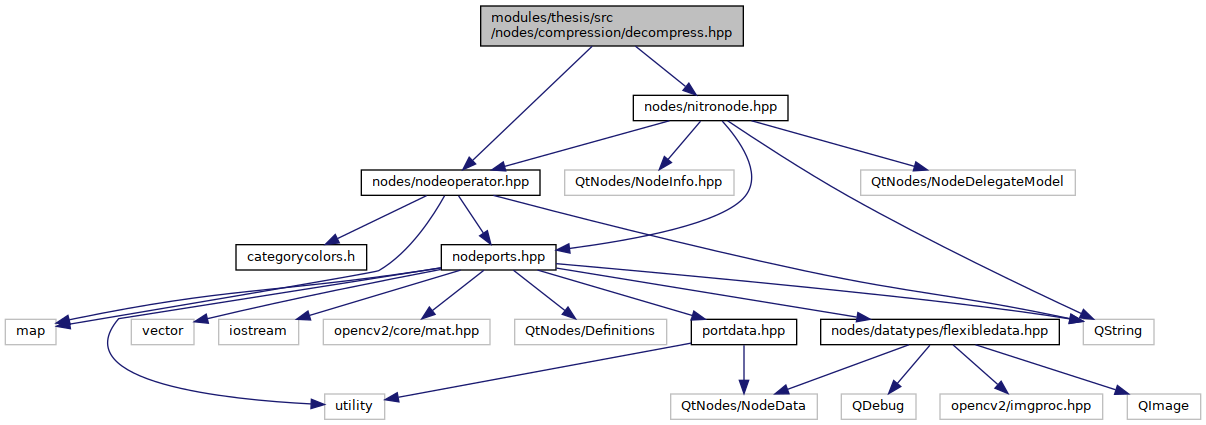 modules/thesis/src
/nodes/compression/decompress.hpp
nodes/nitronode.hpp
nodes/nodeoperator.hpp
QtNodes/NodeInfo.hpp
QtNodes/NodeDelegateModel
categorycolors.h
nodeports.hpp
map
vector
iostream
opencv2/core/mat.hpp
QtNodes/Definitions
portdata.hpp
nodes/datatypes/flexibledata.hpp
QString
utility
QtNodes/NodeData
QDebug
opencv2/imgproc.hpp
QImage